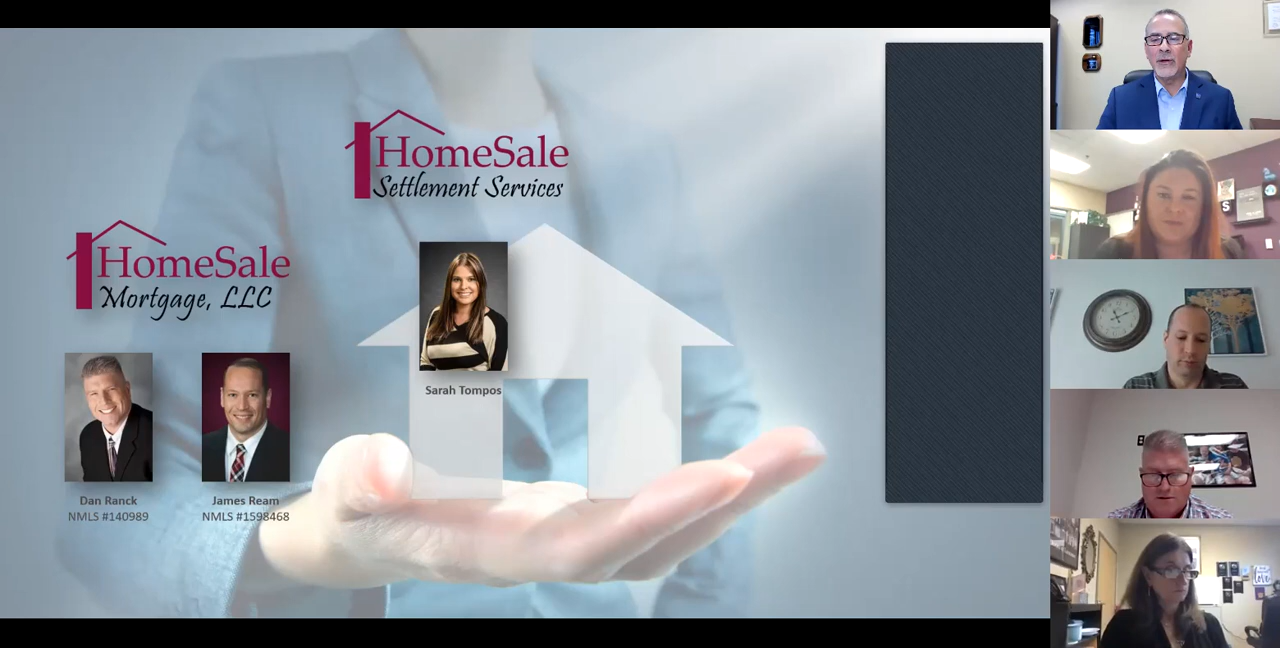 HomeSale
Settlement Services
HomeSale
Mortgage, LLC
Sarah Tompos
Dan Ranck
NMLS #140989
James Ream
NMLS #1598468